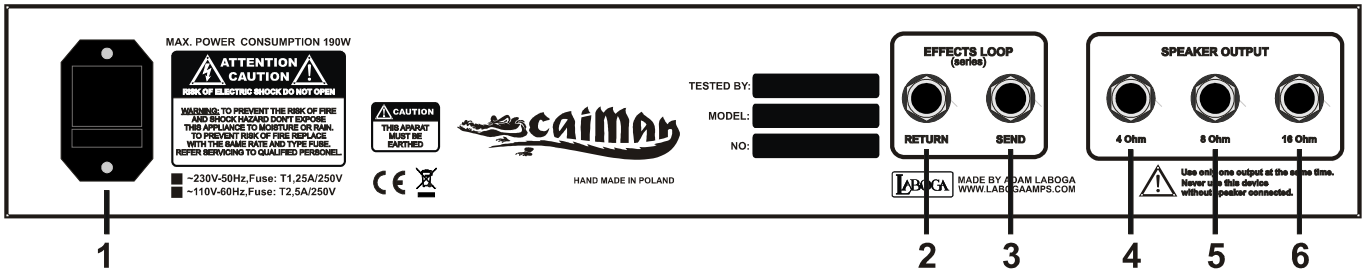 MAX. POWER CONSUMPTION 190W
ATTENTION
CAUTION
RISK OF ELECTRIC SHOCK DO NOT OPEN
WARNING: TO PREVENT THE RISK OF FIRE
AND SHOCK HAZARD DON'T EXPOSE
THIS APPLIANCE TO MOISTURE OR RAIN.
TO PREVENT RISK OF FIRE REPLACE
WITH THE SAME RATE AND TYPE FUSE.
REFER SERVICING TO QUALIFIED PERSONEL.
~230V-50Hz,Fuse: T1,25A/250V
~110V-60Hz,Fuse: T2,5A/250V
CAUTION
THIS APARAT
MUST BE
EARTHED
CE
caiman
HAND MADE IN POLAND
TESTED BY:
MODEL:
NO:
EFFECTS LOOP
(series)
RETURN
SEND
LABOGA
MADE BY ADAM LABOGA
WWW.LABOGAAMPS.COM
SPEAKER OUTPUT
4 Ohm
8 Ohm
16 Ohm
Use only one output at the same time.
Never use this device
without speaker connected.
1
2
3
4
5
6